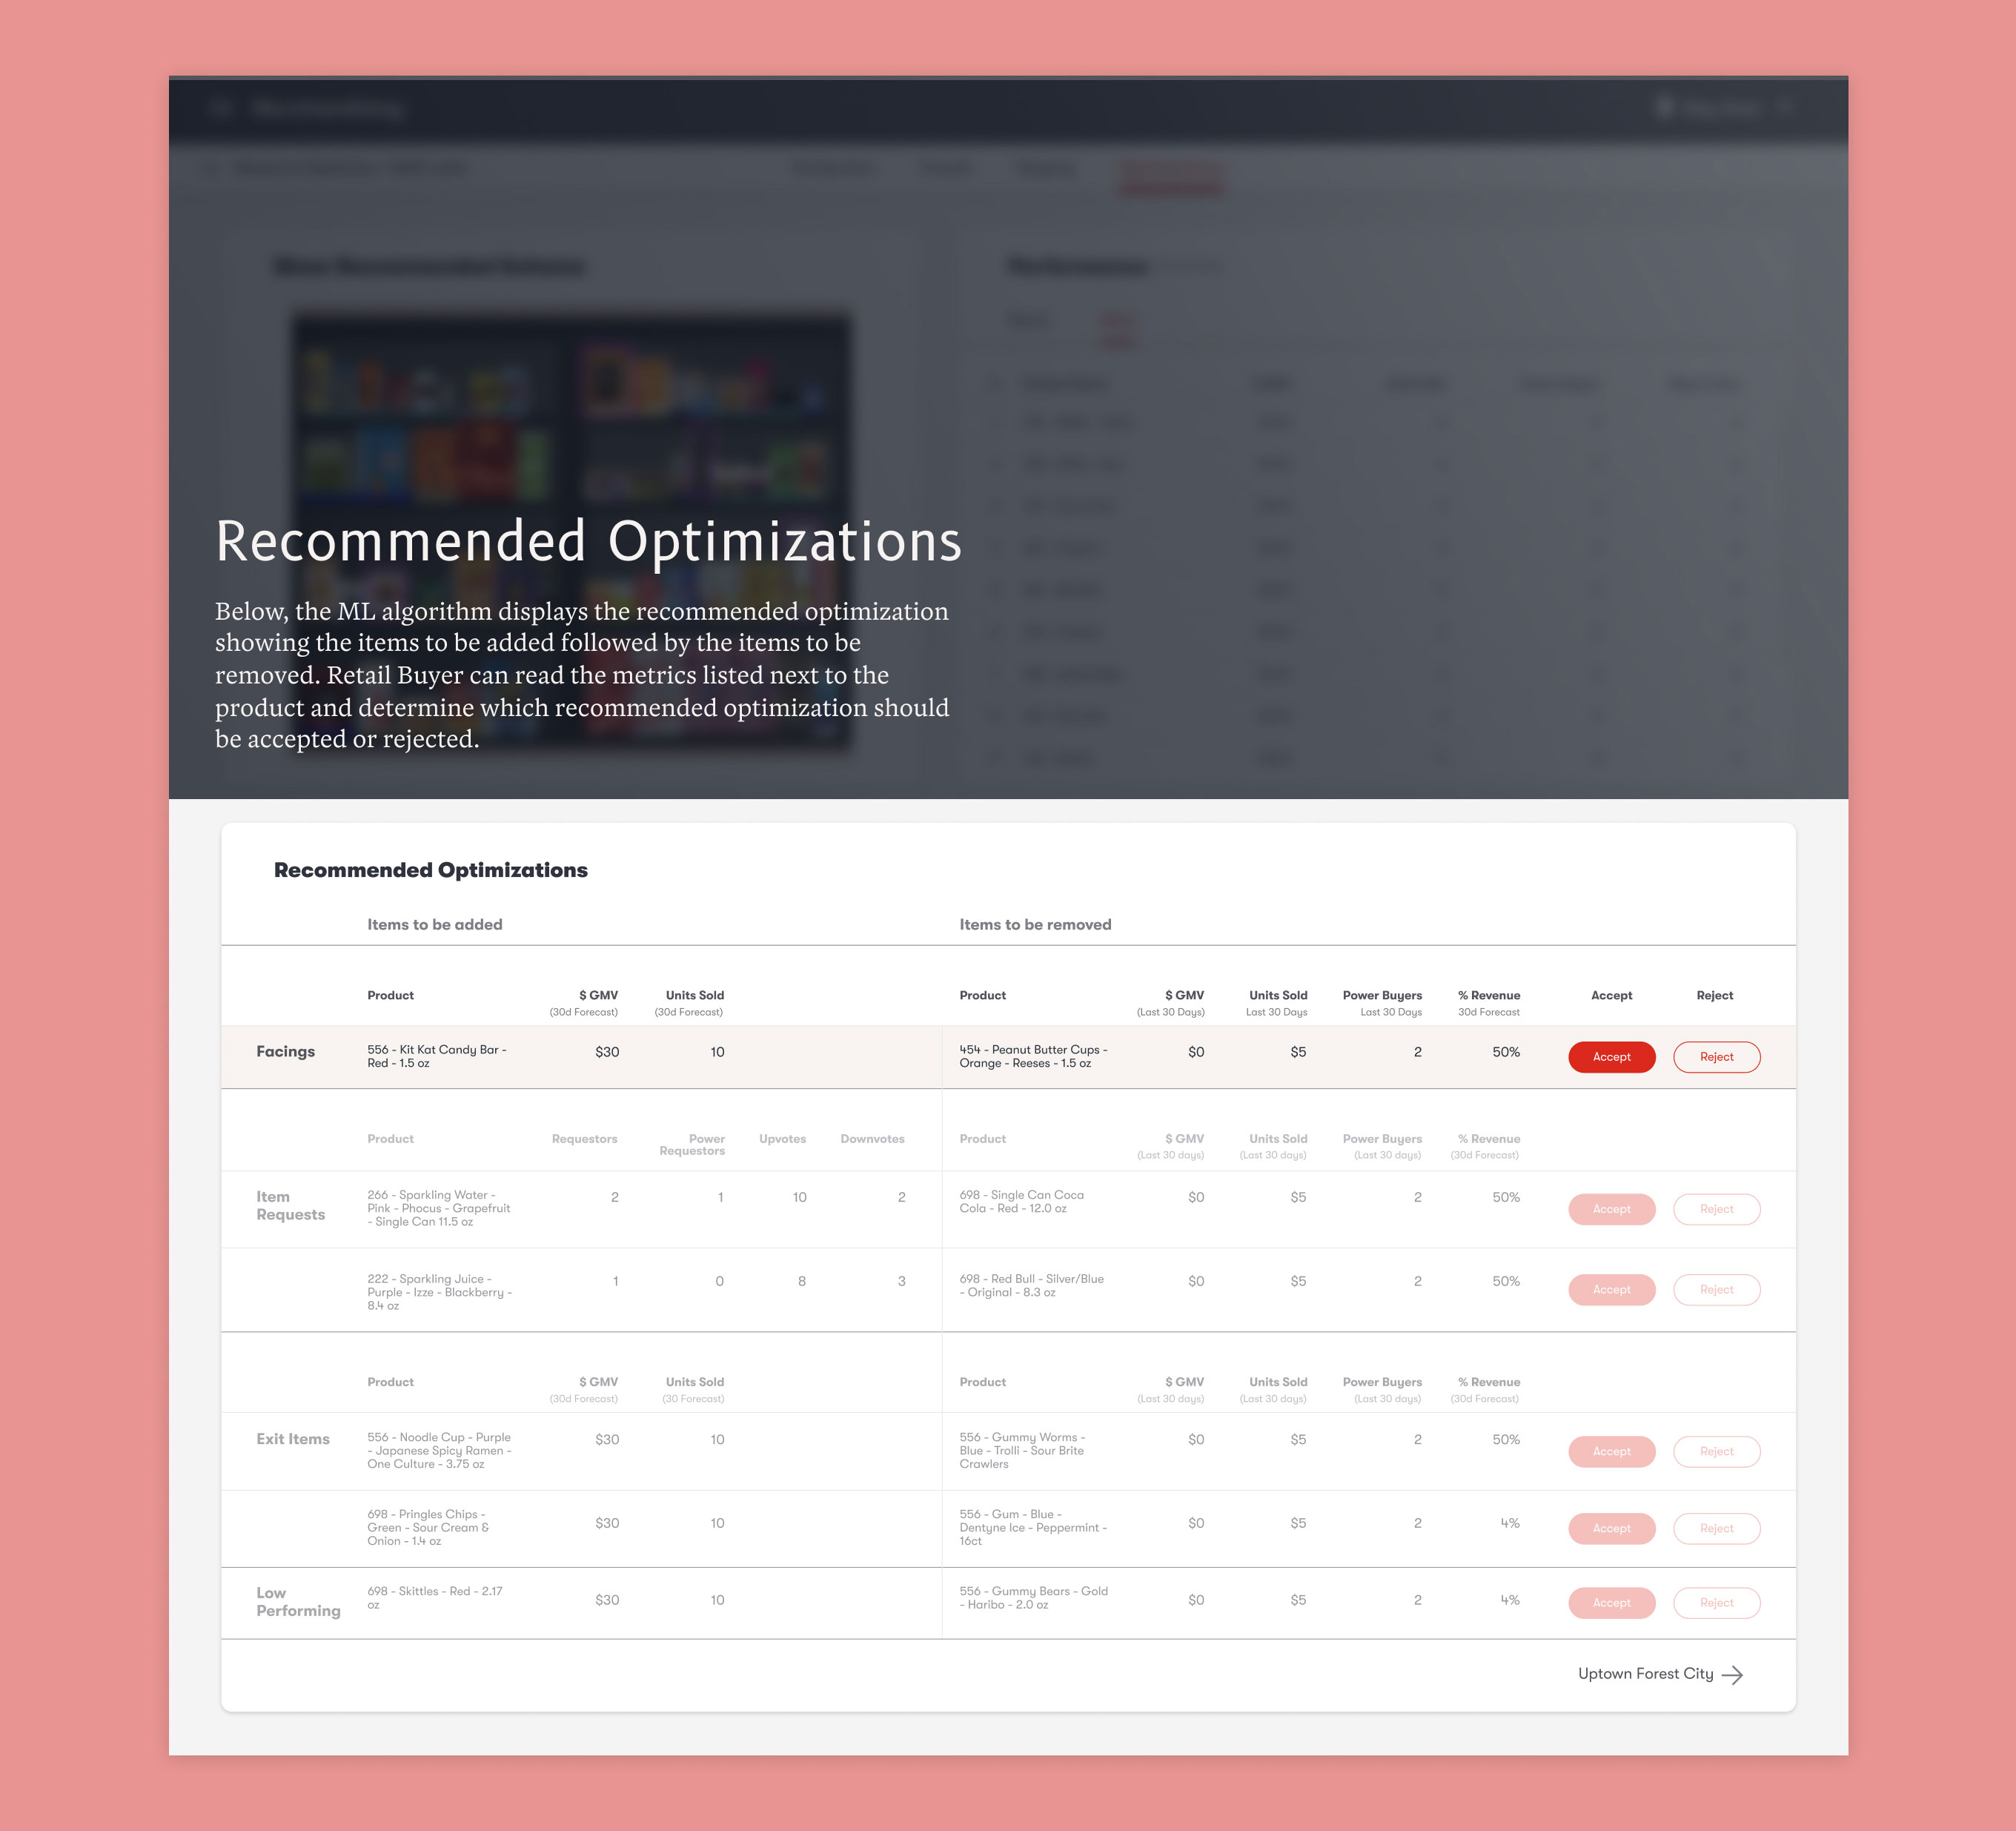 Recommended Optimizations
Below, the ML algorithm displays the recommended optimization
showing the items to be added followed by the items to be
removed. Retail Buyer can read the metrics listed next to the
product and determine which recommended optimization should
be accepted or rejected.
Recommended Optimizations
Items to be added Items to be removed
Product $ GMV Units Sold Product $ GMV Units Sold Power Buyers % Revenue Accept Reject
(30d Forecast) (30d Forecast) (Last 30 Days) Last 30 Days Last 30 Days 30d Forecast
Facings 556 - Kit Kat Candy Bar - $30 10 454 - Peanut Butter Cups - $0 $5 2 50% Accept Reject
Red - 1.5 oz Orange - Reeses - 1.5 oz
Product Requestors Power Upvotes Downvotes Product $ GMV Units Sold Power Buyers % Revenue
Requestors (Last 30 days) (Last 30 days) (Last 30 days) (30d Forecast)
Item 266 - Sparkling Water - 2 1 10 2 698 - Single Can Coca $0 $5 2 50% Accept Reject
Requests Pink - Phocus - Grapefruit Cola - Red - 12.0 oz
- Single Can 11.5 oz
222 - Sparkling Juice - 1 0 8 3 698 - Red Bull - Silver/Blue $0 $5 2 50% Accept Reject
Purple - Izze - Blackberry - - Original - 8.3 oz
8.4 oz
Product $ GMV Units Sold Product $ GMV Units Sold Power Buyers % Revenue
(30d Forecast) (30 Forecast) (Last 30 days) (Last 30 days) (Last 30 days) (30d Forecast)
Exit Items 556 - Noodle Cup - Purple $30 10 556 - Gummy Worms - $0 $5 2 50% Accept Reject
- Japanese Spicy Ramen - Blue - Trolli - Sour Brite
One Culture - 3.75 oz Crawlers
698 - Pringles Chips - $30 10 556 - Gum - Blue - $0 $5 2 4% Accept Reject
Green - Sour Cream & Dentyne Ice - Peppermint -
Onion - 1.4 oz 16ct
Low 698 - Skittles - Red - 2.17 $30 10 556 - Gummy Bears - Gold $0 $5 2 4% Accept Reject
Performing oz - Haribo - 2.0 oz
Uptown Forest City